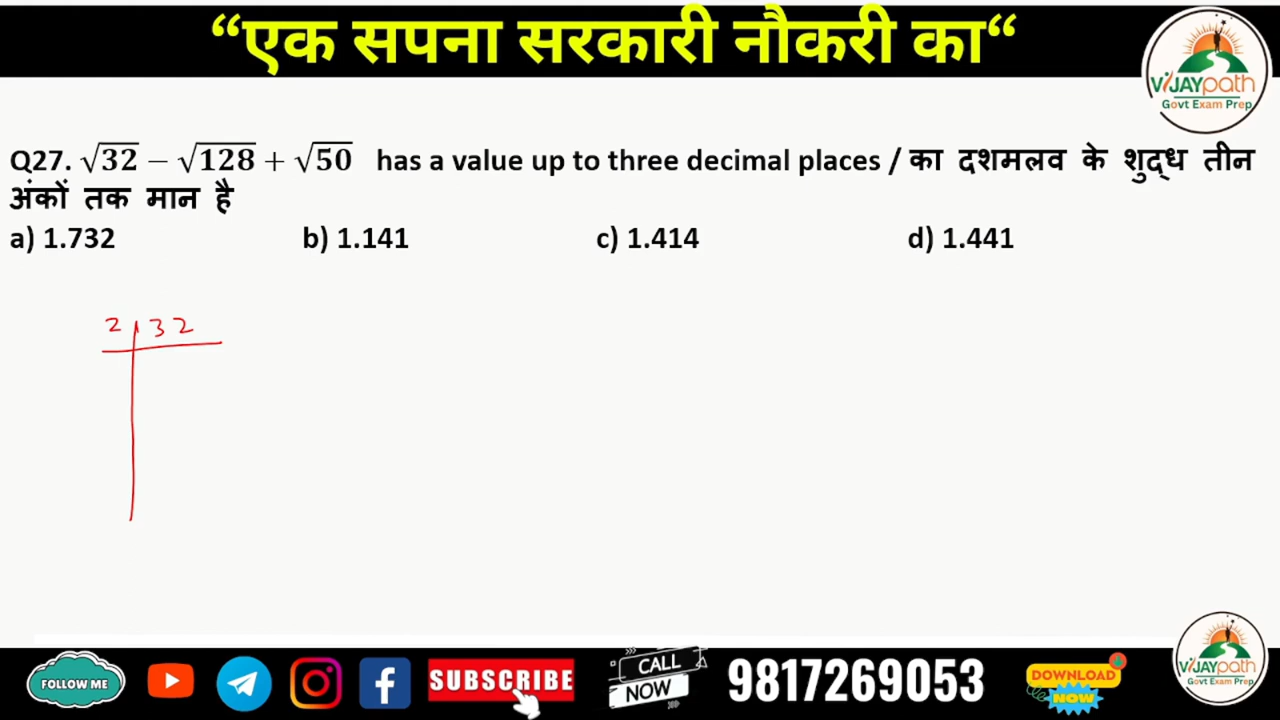 “एक सपना सरकारी नौकरी का“
VIJAYpath
Govt Exam Prep
Q27. √32 − √128 + √50 has a value up to three decimal places / का दशमलव के शुद्ध तीन
अंकों तक मान है
a) 1.732 b) 1.141 c) 1.414 d) 1.441
2 32
VIJAYpath
Govt Exam Prep
FOLLOW ME SUBSCRIBE CALL NOW 9817269053 DOWNLOAD NOW